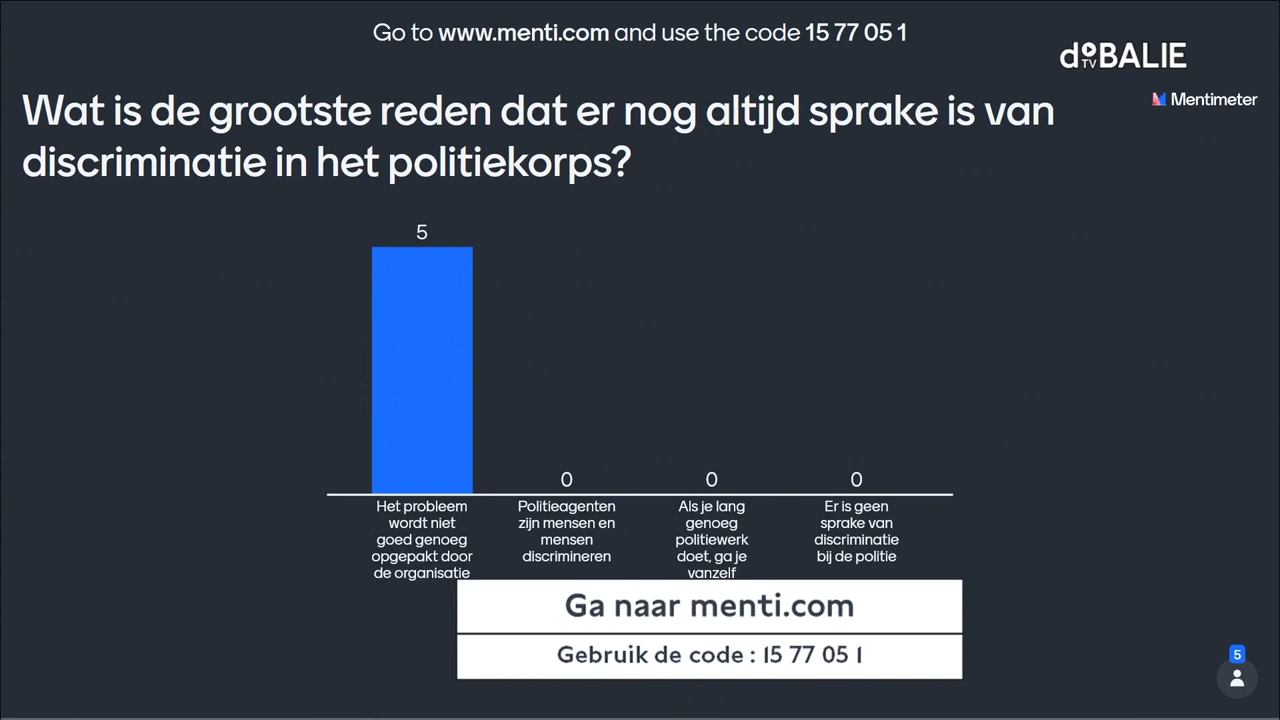 Go to www.menti.com and use the code 15 77 05 1
deBALIE
TV
Mentimeter
Wat is de grootste reden dat er nog altijd sprake is van
discriminatie in het politiekorps?
5
0
0
0
Het probleem
wordt niet
goed genoeg
opgepakt door
de organisatie
Politieagenten
zijn mensen en
mensen
discrimineren
Als je lang
genoeg
politiewerk
doet, ga je
vanzelf
Er is geen
sprake van
discriminatie
bij de politie
Ga naar menti.com
Gebruik de code : 15 77 05 1
5